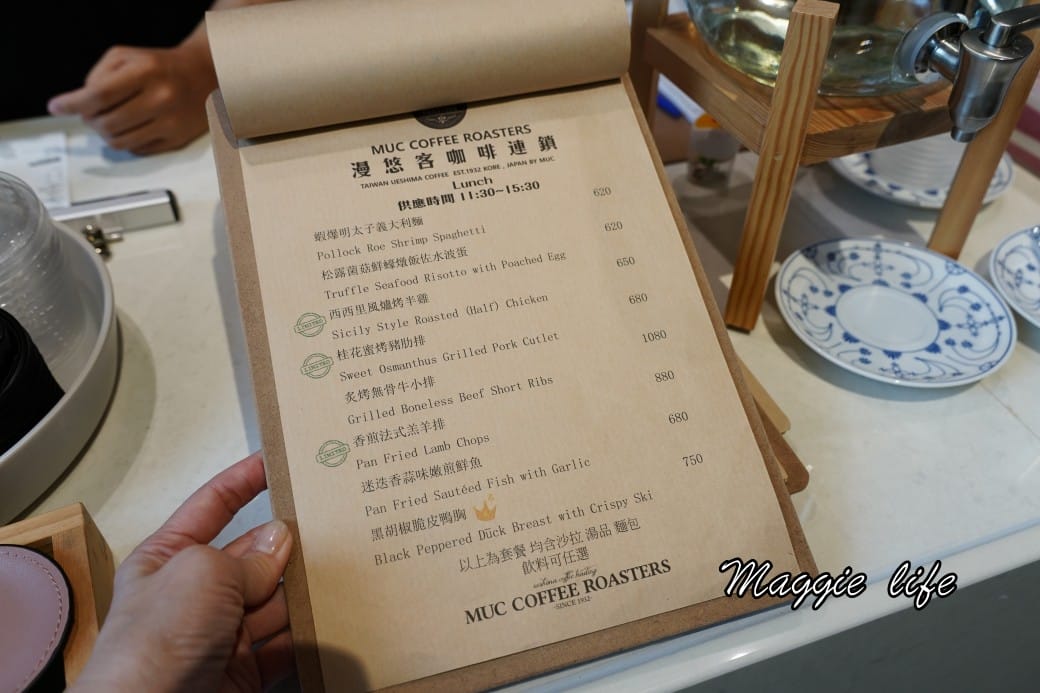 MUC COFFEE ROASTERS
漫悠客咖啡連鎖
TAIWAN UESHIMA COFFEE EST.1932 KOBE, JAPAN BY MUC
Lunch
供應時間 11:30~15:30
蝦爆明太子義大利麵 620
Pollock Roe Shrimp Spaghetti
松露菌菇鮮蠔燉飯佐水波蛋 620
Truffle Seafood Risotto with Poached Egg
LIMITED 西西里風爐烤半雞 650
Sicily Style Roasted (Half) Chicken
LIMITED 桂花蜜烤豬肋排 680
Sweet Osmanthus Grilled Pork Cutlet
炙烤無骨牛小排 1080
Grilled Boneless Beef Short Ribs
LIMITED 香煎法式羔羊排 880
Pan Fried Lamb Chops
迷迭香蒜味嫩煎鮮魚 680
Pan Fried Sautéed Fish with Garlic
黑胡椒脆皮鴨胸 750
Black Peppered Duck Breast with Crispy Ski
以上為套餐 均含沙拉 湯品 麵包
飲料可任選
MUC COFFEE ROASTERS
-SINCE 1932-
Maggie life